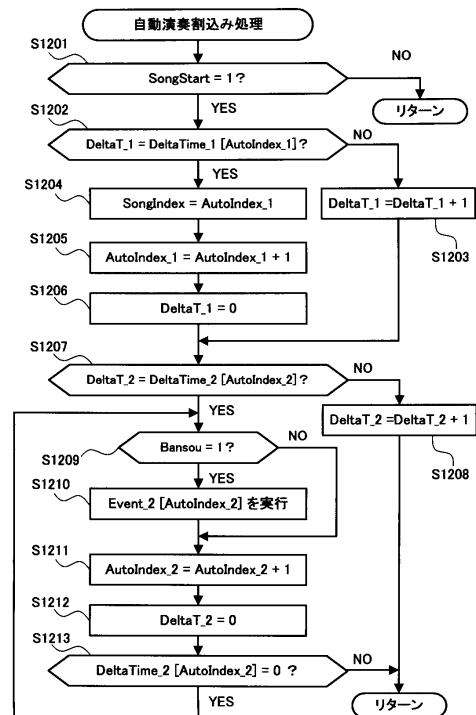 自動演奏割込み処理
S1201
SongStart = 1?
NO
YES
リターン
S1202
DeltaT_1 = DeltaTime_1 [AutoIndex_1]?
NO
YES
S1204
SongIndex = AutoIndex_1
DeltaT_1 =DeltaT_1 + 1
S1203
S1205
AutoIndex_1 = AutoIndex_1 + 1
S1206
DeltaT_1 = 0
S1207
DeltaT_2 = DeltaTime_2 [AutoIndex_2]?
NO
YES
DeltaT_2 =DeltaT_2 + 1
S1208
Bansou = 1?
NO
S1209
YES
S1210
Event_2 [AutoIndex_2] を実行
S1211
AutoIndex_2 = AutoIndex_2 + 1
S1212
DeltaT_2 = 0
S1213
DeltaTime_2 [AutoIndex_2] = 0 ?
NO
YES
リターン